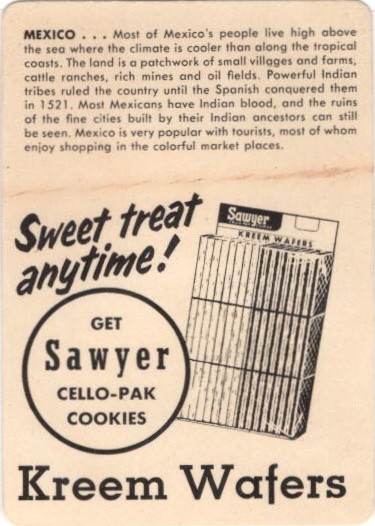 MEXICO . . . Most of Mexico's people live high above
the sea where the climate is cooler than along the tropical
coasts. The land is a patchwork of small villages and farms,
cattle ranches, rich mines and oil fields. Powerful Indian
tribes ruled the country until the Spanish conquered them
in 1521. Most Mexicans have Indian blood, and the ruins
of the fine cities built by their Indian ancestors can still
be seen. Mexico is very popular with tourists, most of whom
enjoy shopping in the colorful market places.
Sweet treat
anytime!
Sawyer
KREEM WAFERS
GET
Sawyer
CELLO-PAK
COOKIES
Kreem Wafers